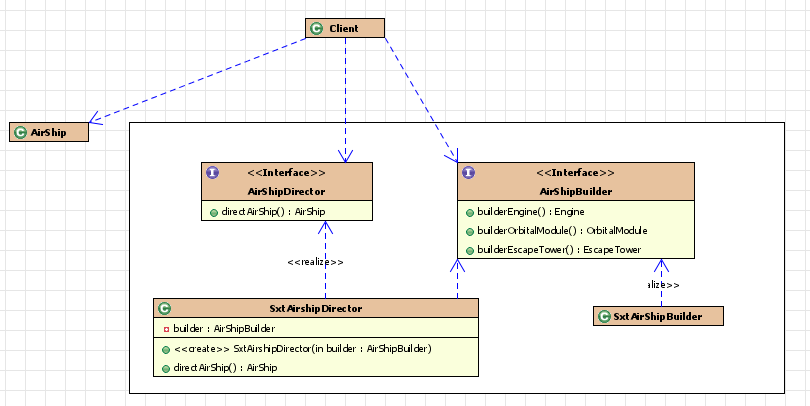 Client
AirShip
<<Interface>>
AirShipDirector
directAirShip() : AirShip
<<Interface>>
AirShipBuilder
builderEngine() : Engine
builderOrbitalModule() : OrbitalModule
builderEscapeTower() : EscapeTower
<<realize>>
alize>>
SxtAirshipDirector
builder : AirShipBuilder
<<create>> SxtAirshipDirector(in builder : AirShipBuilder)
directAirShip() : AirShip
SxtAirShipBuilder